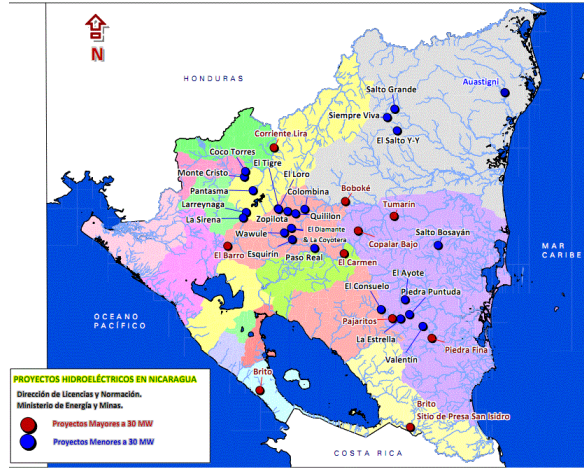 N
HONDURAS
Auastigni
Salto Grande
Siempre Viva
El Salto Y-Y
Corriente Lira
Coco Torres
El Tigre
Monte Cristo
El Loro
Pantasma
Colombina
Boboké
Larreynaga
Tumarín
La Sirena
Zopilota
Quililon
Wawule
El Diamante
& La Coyotera
Copalar Bajo
Salto Bosayán
El Barro
Esquirín
Paso Real
El Carmen
MAR
CARIBE
El Ayote
El Consuelo
Piedra Puntuda
OCEANO
PACÍFICO
Pajaritos
La Estrella
Valentin
Piedra Fina
PROYECTOS HIDROELÉCTRICOS EN NICARAGUA
Dirección de Licencias y Normación.
Ministerio de Energía y Minas.
Proyectos Mayores a 30 MW
Proyectos Menores a 30 MW
Brito
Brito
Sitio de Presa San Isidro
COSTA RICA